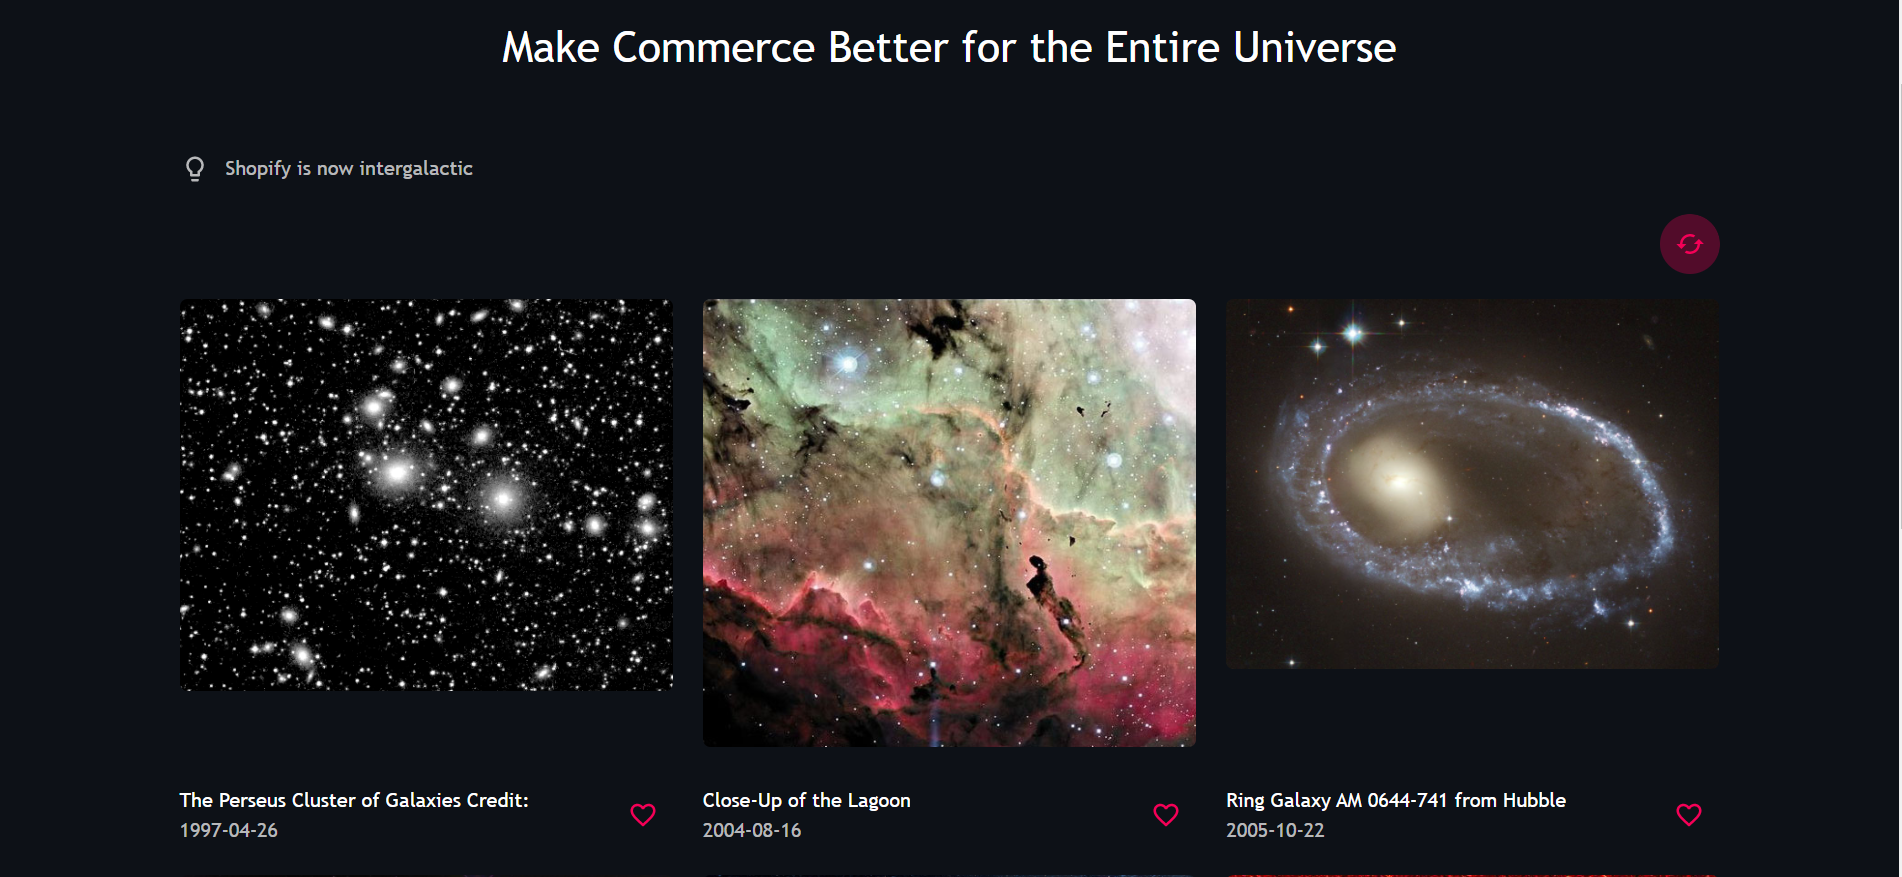 Make Commerce Better for the Entire Universe
Shopify is now intergalactic
The Perseus Cluster of Galaxies Credit:
1997-04-26
Close-Up of the Lagoon
2004-08-16
Ring Galaxy AM 0644-741 from Hubble
2005-10-22